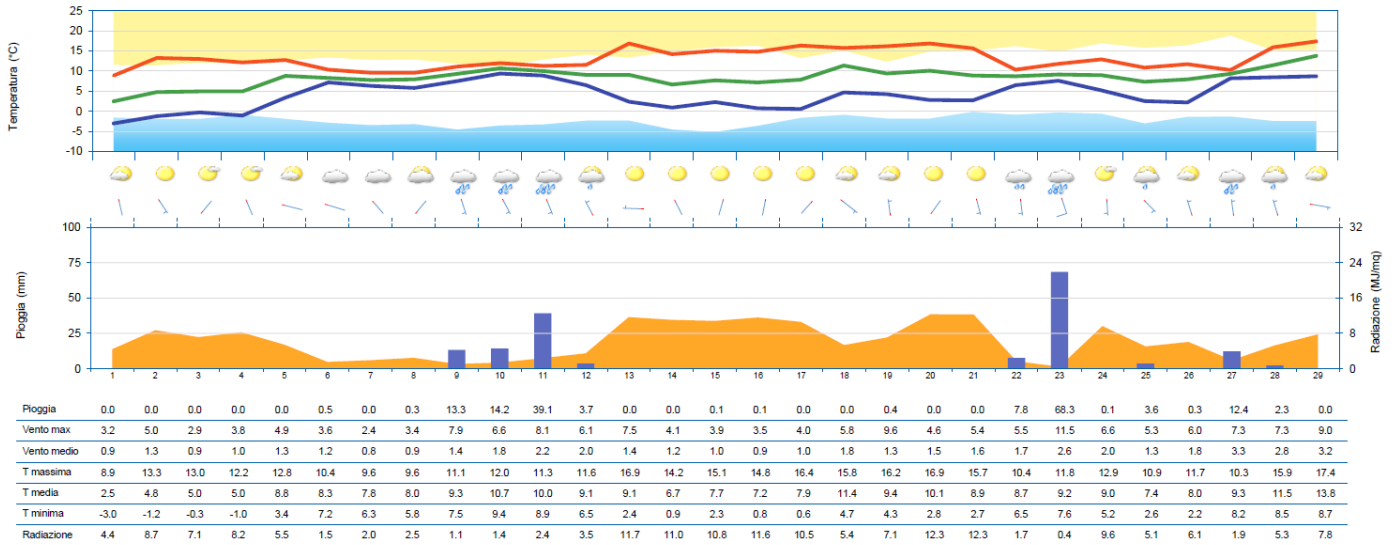 Temperatura (°C)
25
20
15
10
5
0
-5
-10
Pioggia (mm)
100
75
50
25
0
Radiazione (MJ/mq)
32
24
16
8
0
1 2 3 4 5 6 7 8 9 10 11 12 13 14 15 16 17 18 19 20 21 22 23 24 25 26 27 28 29
Pioggia 0.0 0.0 0.0 0.0 0.0 0.5 0.0 0.3 13.3 14.2 39.1 3.7 0.0 0.0 0.1 0.1 0.0 0.0 0.4 0.0 0.0 7.8 68.3 0.1 3.6 0.3 12.4 2.3 0.0
Vento max 3.2 5.0 2.9 3.8 4.9 3.6 2.4 3.4 7.9 6.6 8.1 6.1 7.5 4.1 3.9 3.5 4.0 5.8 9.6 4.6 5.4 5.5 11.5 6.6 5.3 6.0 7.3 7.3 9.0
Vento medio 0.9 1.3 0.9 1.0 1.3 1.2 0.8 0.9 1.4 1.8 2.2 2.0 1.4 1.2 1.0 0.9 1.0 1.8 1.3 1.5 1.6 1.7 2.6 2.0 1.3 1.8 3.3 2.8 3.2
T massima 8.9 13.3 13.0 12.2 12.8 10.4 9.6 9.6 11.1 12.0 11.3 11.6 16.9 14.2 15.1 14.8 16.4 15.8 16.2 16.9 15.7 10.4 11.8 12.9 10.9 11.7 10.3 15.9 17.4
T media 2.5 4.8 5.0 5.0 8.8 8.3 7.8 8.0 9.3 10.7 10.0 9.1 9.1 6.7 7.7 7.2 7.9 11.4 9.4 10.1 8.9 8.7 9.2 9.0 7.4 8.0 9.3 11.5 13.8
T minima -3.0 -1.2 -0.3 -1.0 3.4 7.2 6.3 5.8 7.5 9.4 8.9 6.5 2.4 0.9 2.3 0.8 0.6 4.7 4.3 2.8 2.7 6.5 7.6 5.2 2.6 2.2 8.2 8.5 8.7
Radiazione 4.4 8.7 7.1 8.2 5.5 1.5 2.0 2.5 1.1 1.4 2.4 3.5 11.7 11.0 10.8 11.6 10.5 5.4 7.1 12.3 12.3 1.7 0.4 9.6 5.1 6.1 1.9 5.3 7.8